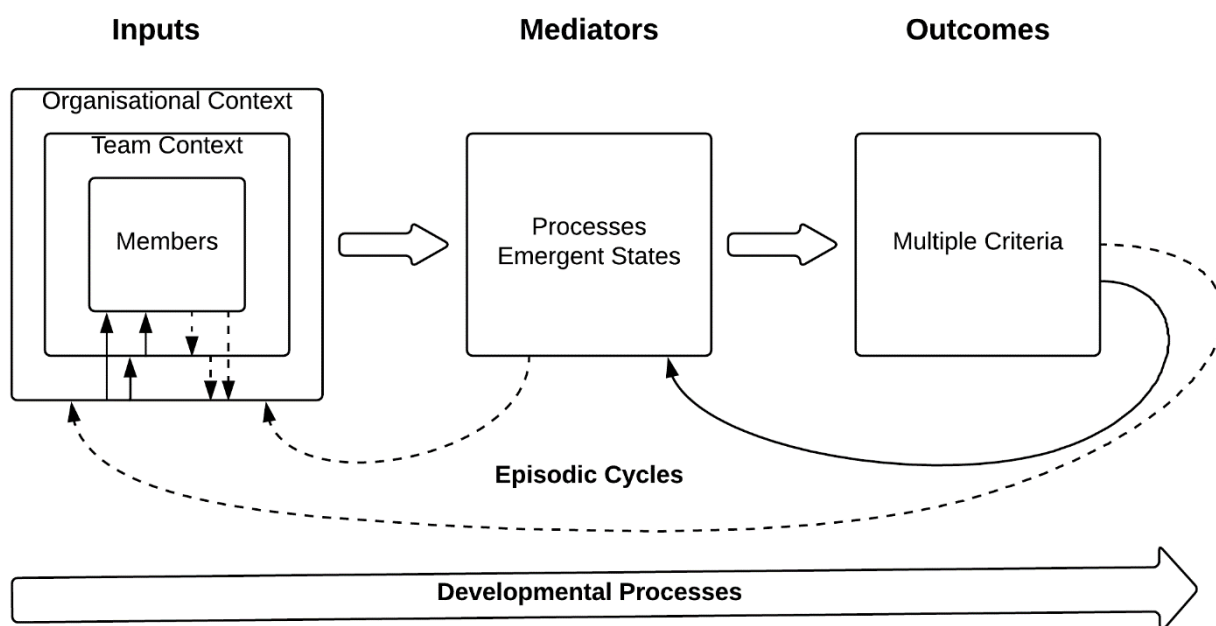 Inputs
Mediators
Outcomes
Organisational Context
Team Context
Members
Processes
Emergent States
Multiple Criteria
Episodic Cycles
Developmental Processes